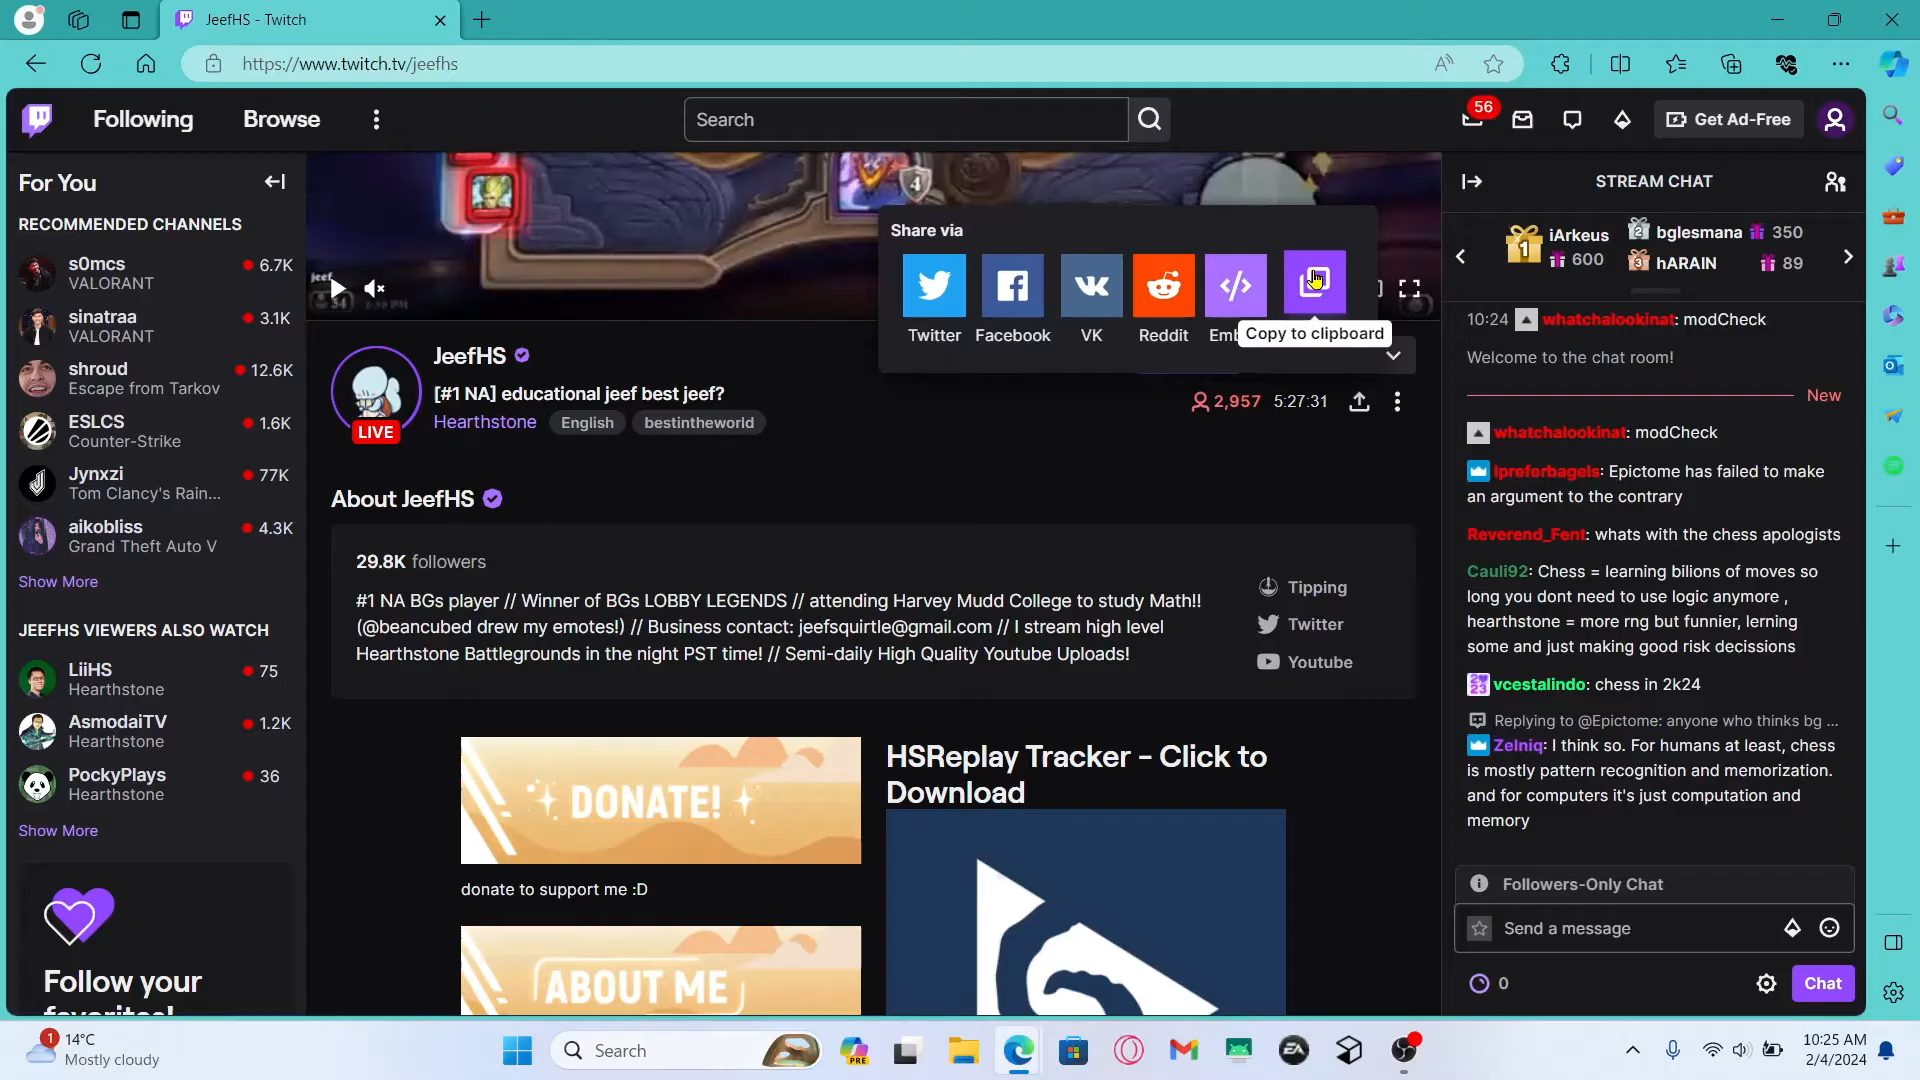 JeefHS - Twitch
https://www.twitch.tv/jeefhs
Following
Browse
Search
56
Get Ad-Free
For You
RECOMMENDED CHANNELS
s0mcs
6.7K
VALORANT
sinatraa
3.1K
VALORANT
shroud
12.6K
Escape from Tarkov
ESLCS
1.6K
Counter-Strike
Jynxzi
77K
Tom Clancy's Rain...
aikobliss
4.3K
Grand Theft Auto V
Show More
JEEFHS VIEWERS ALSO WATCH
LiiHS
75
Hearthstone
AsmodaiTV
1.2K
Hearthstone
PockyPlays
36
Hearthstone
Show More
Follow your
4
jeef
34
Share via
Twitter
Facebook
VK
Reddit
Emb
Copy to clipboard
LIVE
JeefHS
[#1 NA] educational jeef best jeef?
Hearthstone
English
bestintheworld
2,957
5:27:31
About JeefHS
29.8K followers
#1 NA BGs player // Winner of BGs LOBBY LEGENDS // attending Harvey Mudd College to study Math!!
(@beancubed drew my emotes!) // Business contact: jeefsquirtle@gmail.com // I stream high level
Hearthstone Battlegrounds in the night PST time! // Semi-daily High Quality Youtube Uploads!
Tipping
Twitter
Youtube
DONATE!
donate to support me :D
ABOUT ME
HSReplay Tracker - Click to
Download
STREAM CHAT
1
iArkeus
600
2
bglesmana
350
3
hARAIN
89
10:24 whatchalookinat: modCheck
Welcome to the chat room!
New
whatchalookinat: modCheck
Ipreferbagels: Epictome has failed to make
an argument to the contrary
Reverend_Fent: whats with the chess apologists
Cauli92: Chess = learning bilions of moves so
long you dont need to use logic anymore ,
hearthstone = more rng but funnier, lerning
some and just making good risk decissions
vcestalindo: chess in 2k24
Replying to @Epictome: anyone who thinks bg ...
Zelniq: I think so. For humans at least, chess
is mostly pattern recognition and memorization.
and for computers it's just computation and
memory
Followers-Only Chat
Send a message
0
Chat
1
14°C
Mostly cloudy
Search
PRE
EA
10:25 AM
2/4/2024